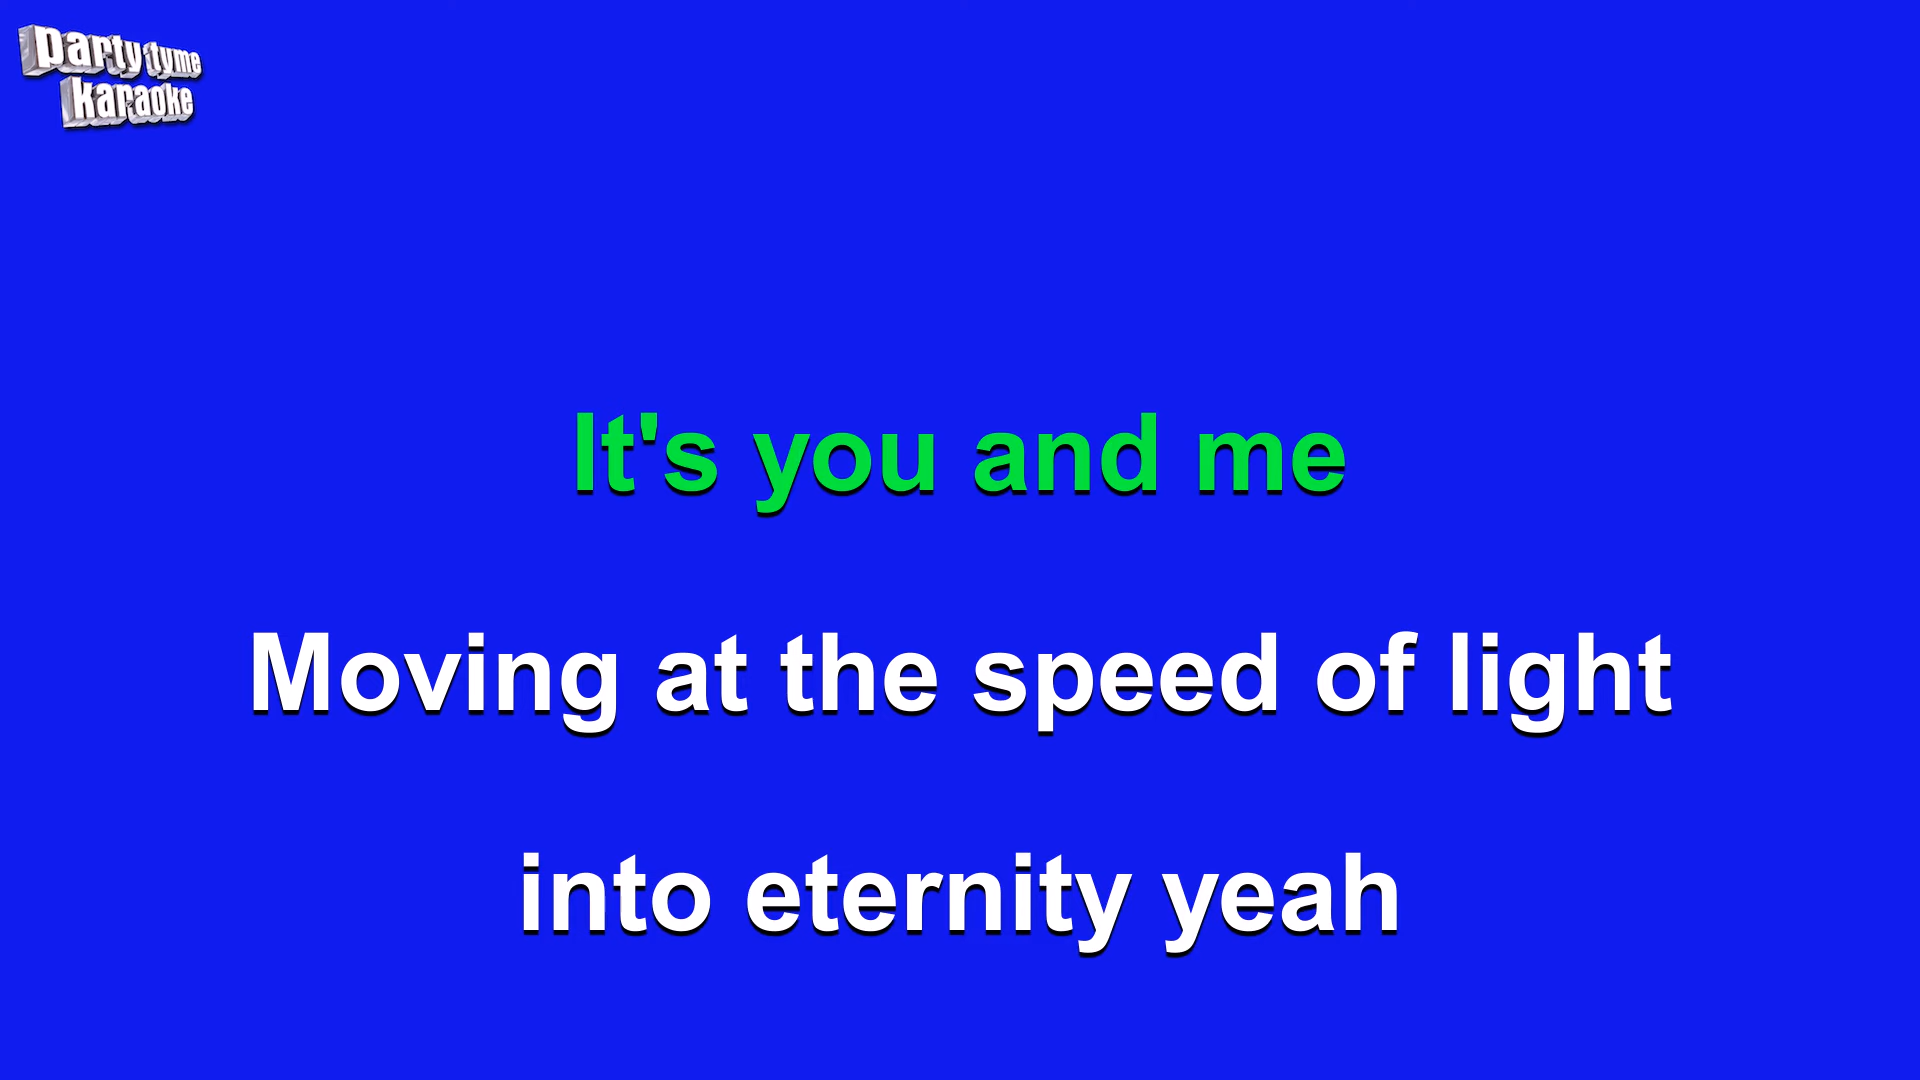 party tyme
karaoke
It's you and me
Moving at the speed of light
into eternity yeah